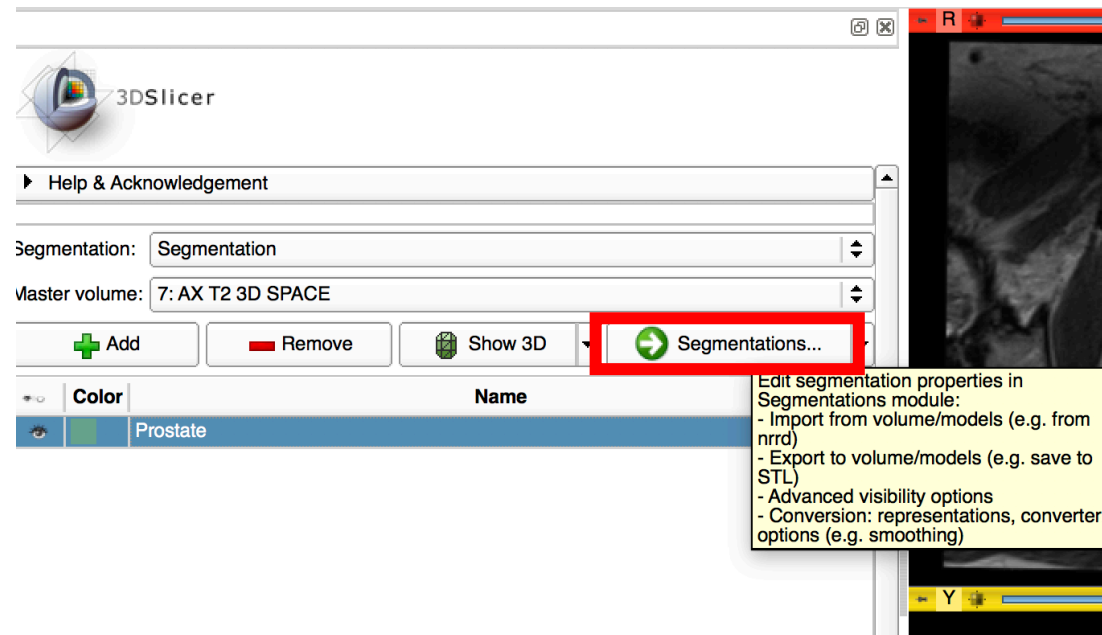 R
3DSlicer
Help & Acknowledgement
Segmentation: Segmentation
Master volume: 7: AX T2 3D SPACE
Add Remove Show 3D Segmentations...
Color Name
Prostate
Edit segmentation properties in
Segmentations module:
- Import from volume/models (e.g. from
nrrd)
- Export to volume/models (e.g. save to
STL)
- Advanced visibility options
- Conversion: representations, converter
options (e.g. smoothing)
Y